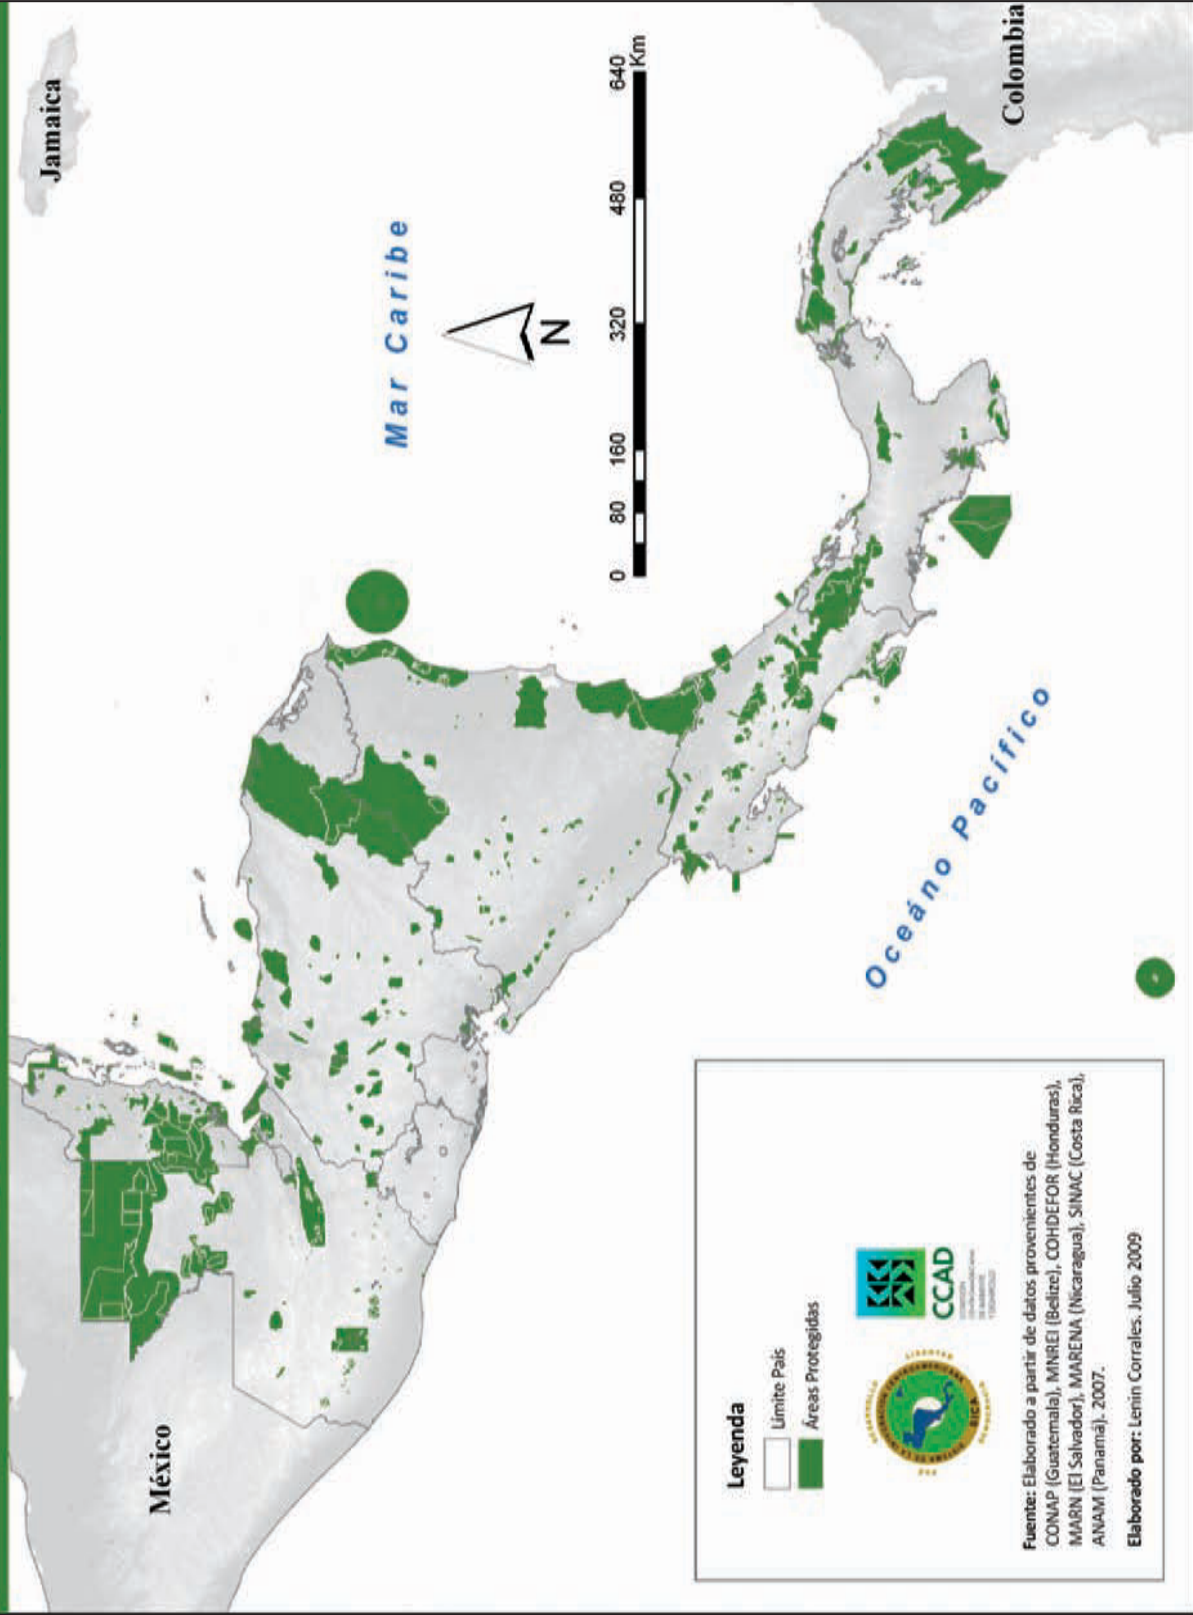 Jamaica
Mar Caribe
N
0 80 160 320 480 640
Km
Colombia
México
Oceáno Pacífico
Leyenda
Límite País
Áreas Protegidas
SICA
CCAD
Fuente: Elaborado a partir de datos provenientes de
CONAP (Guatemala), MNREI (Belize), COHDEFOR (Honduras),
MARN (El Salvador), MARENA (Nicaragua), SINAC (Costa Rica),
ANAM (Panamá). 2007.
Elaborado por: Lenin Corrales. Julio 2009